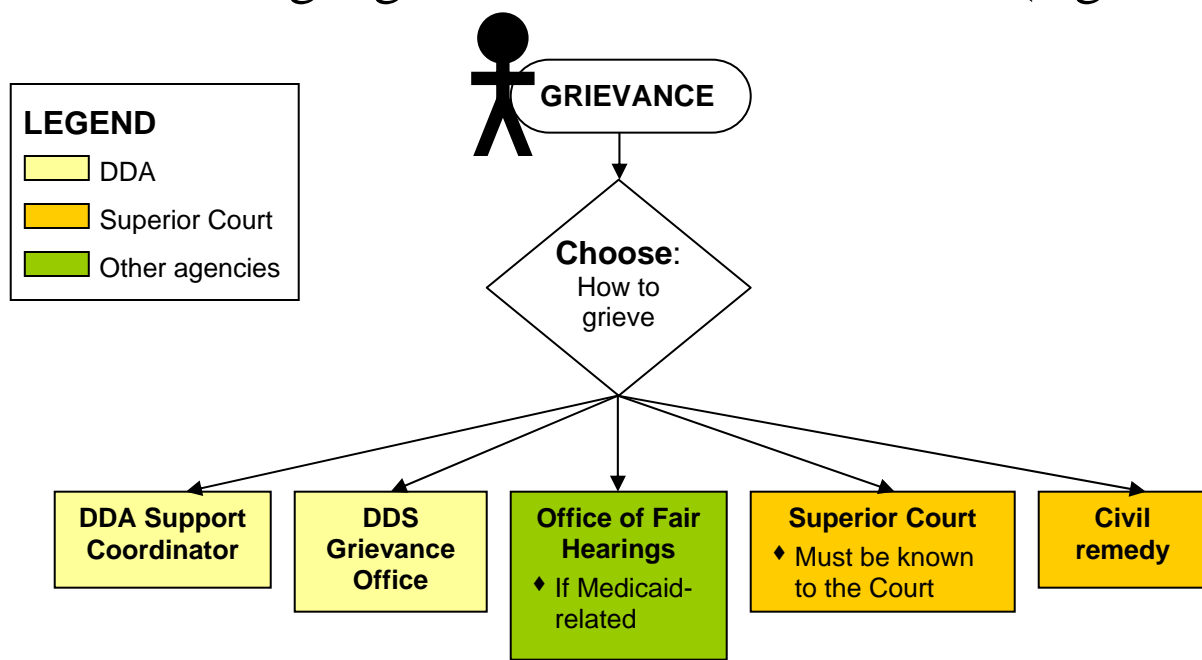 GRIEVANCE
LEGEND
DDA
Superior Court
Other agencies
Choose:
How to
grieve
DDA Support
Coordinator
DDS
Grievance
Office
Office of Fair
Hearings
♦ If Medicaid-
related
Superior Court
♦ Must be known
to the Court
Civil
remedy